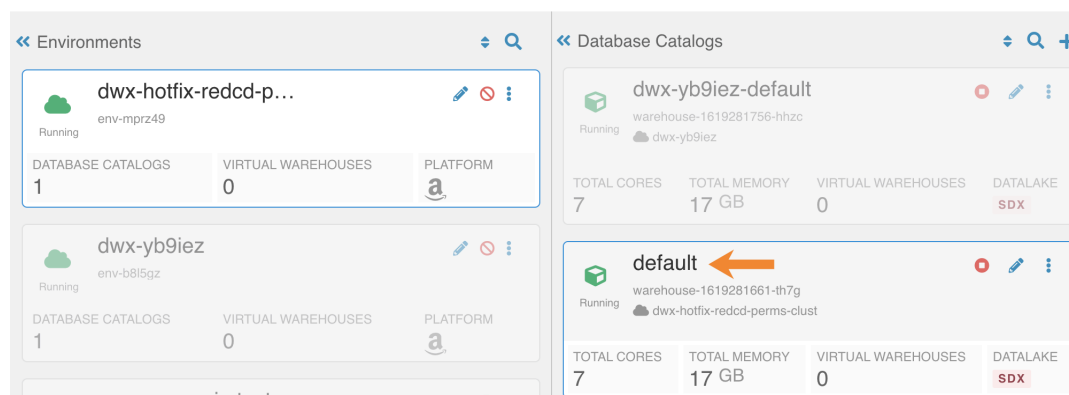 Environments
dwx-hotfix-redcd-p…
env-mprz49
Running
DATABASE CATALOGS
1
VIRTUAL WAREHOUSES
0
PLATFORM
a
dwx-yb9iez
env-b8l5gz
Running
DATABASE CATALOGS
1
VIRTUAL WAREHOUSES
0
PLATFORM
a
Database Catalogs
dwx-yb9iez-default
warehouse-1619281756-hhzc
dwx-yb9iez
Running
TOTAL CORES
7
TOTAL MEMORY
17 GB
VIRTUAL WAREHOUSES
0
DATALAKE
SDX
default
warehouse-1619281661-th7g
dwx-hotfix-redcd-perms-clust
Running
TOTAL CORES
7
TOTAL MEMORY
17 GB
VIRTUAL WAREHOUSES
0
DATALAKE
SDX